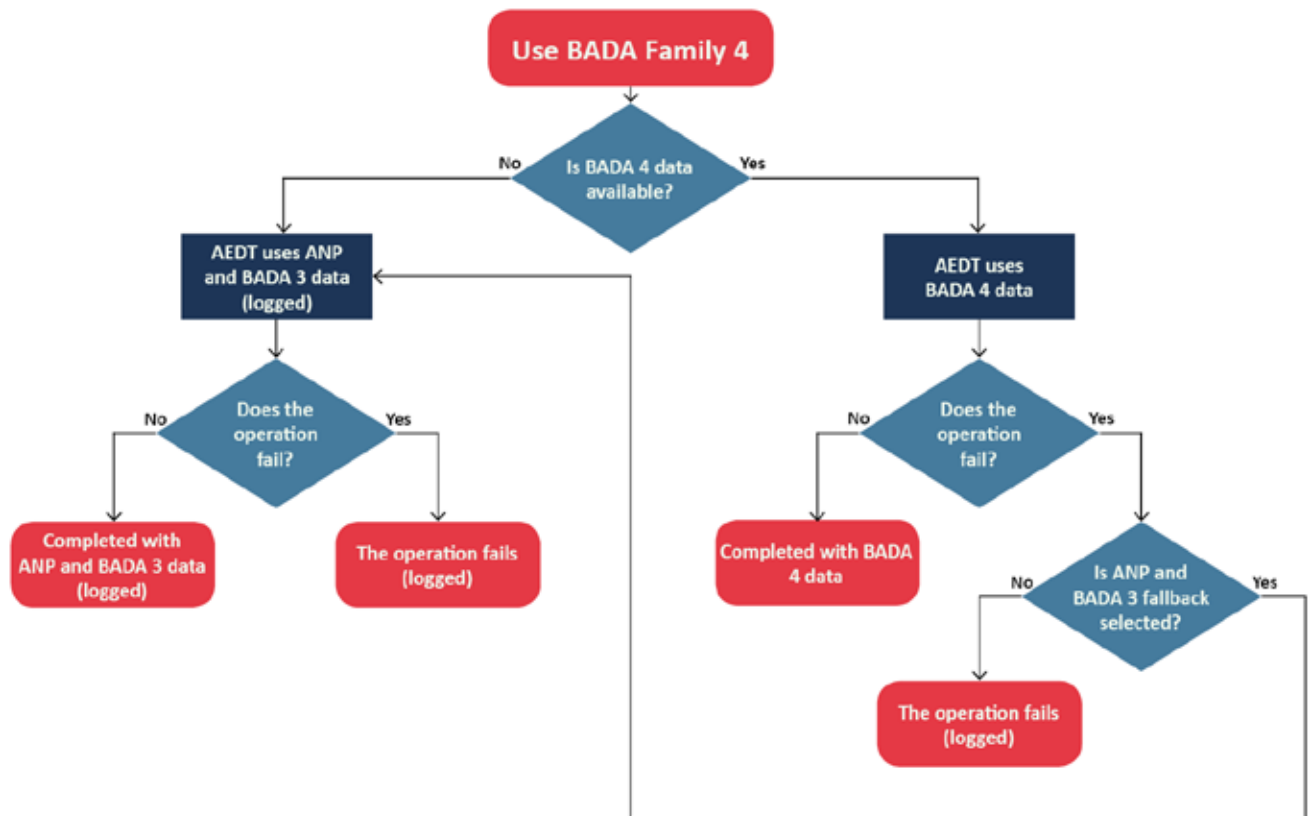 Use BADA Family 4
No
Yes
Is BADA 4 data
available?
AEDT uses ANP
and BADA 3 data
(logged)
AEDT uses
BADA 4 data
No
Yes
Does the
operation
fail?
No
Yes
Does the
operation
fail?
Completed with
ANP and BADA 3 data
(logged)
The operation fails
(logged)
Completed with BADA
4 data
No
Yes
Is ANP and
BADA 3 fallback
selected?
The operation fails
(logged)